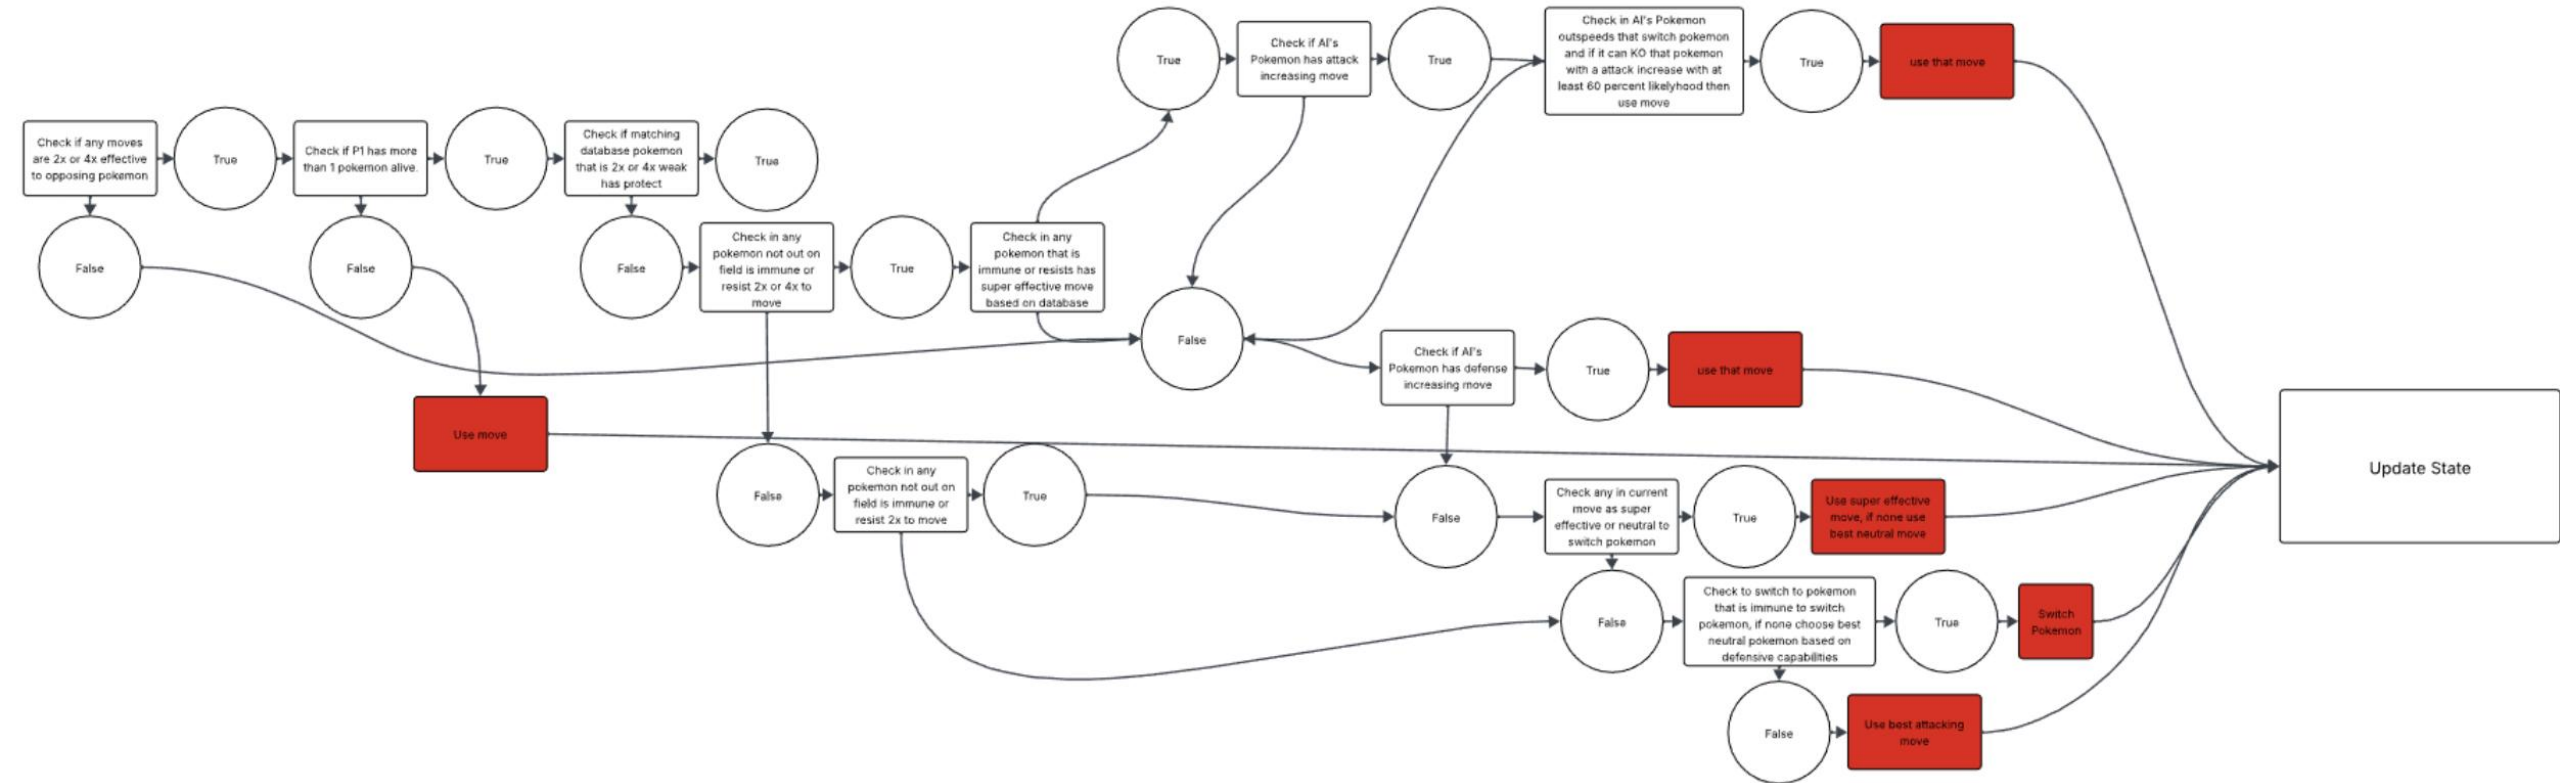 True
Check if AI's
Pokemon has attack
increasing move
True
Check in AI's Pokemon
outspeeds that switch pokemon
and if it can KO that pokemon
with a attack increase with at
least 60 percent likelyhood then
use move
True
use that move
Check if any moves
are 2x or 4x effective
to opposing pokemon
True
Check if P1 has more
than 1 pokemon alive.
True
Check if matching
database pokemon
that is 2x or 4x weak
has protect
True
False
False
False
Check in any
pokemon not out on
field is immune or
resist 2x or 4x to
move
True
Check in any
pokemon that is
immune or resists has
super effective move
based on database
False
Check if AI's
Pokemon has defense
increasing move
True
use that move
Use move
Update State
False
Check in any
pokemon not out on
field is immune or
resist 2x to move
True
False
Check any in current
move as super
effective or neutral to
switch pokemon
True
Use super effective
move, if none use
best neutral move
False
Check to switch to pokemon
that is immune to switch
pokemon, if none choose best
neutral pokemon based on
defensive capabilities
True
Switch
Pokemon
False
Use best attacking
move